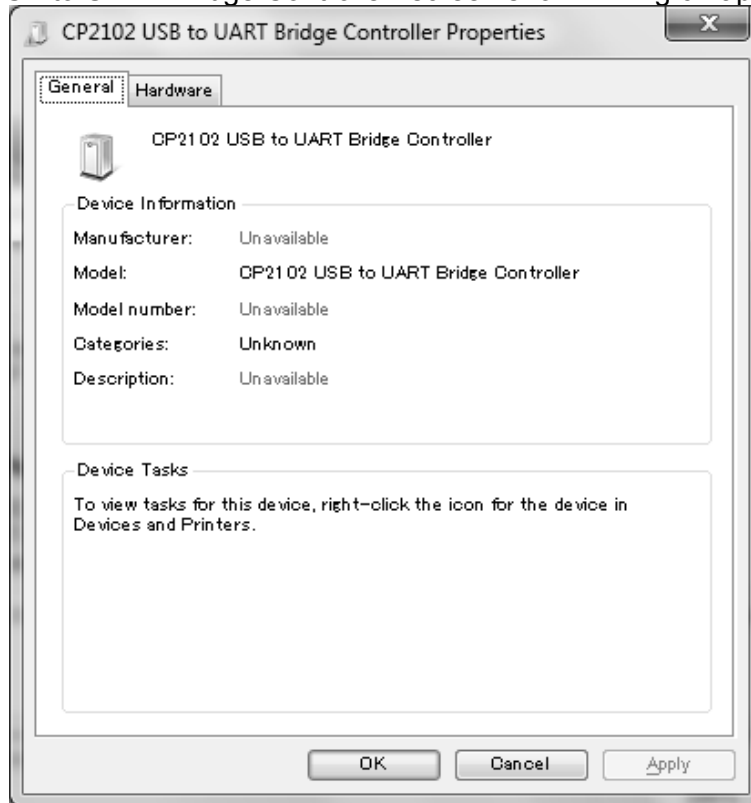 CP2102 USB to UART Bridge Controller Properties
General Hardware
CP2102 USB to UART Bridge Controller
Device Information
Manufacturer: Unavailable
Model: CP2102 USB to UART Bridge Controller
Model number: Unavailable
Categories: Unknown
Description: Unavailable
Device Tasks
To view tasks for this device, right-click the icon for the device in
Devices and Printers.
OK Cancel Apply